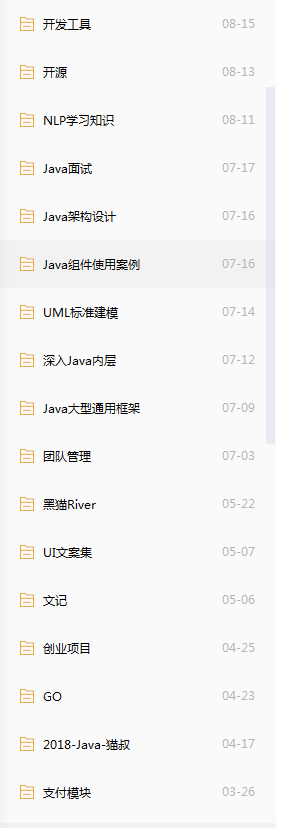 开发工具 08-15
开源 08-13
NLP学习知识 08-11
Java面试 07-17
Java架构设计 07-16
Java组件使用案例 07-16
UML标准建模 07-14
深入Java内层 07-12
Java大型通用框架 07-09
团队管理 07-03
黑猫River 05-22
UI文案集 05-07
文记 05-06
创业项目 04-25
GO 04-23
2018-Java-猫叔 04-17
支付模块 03-26